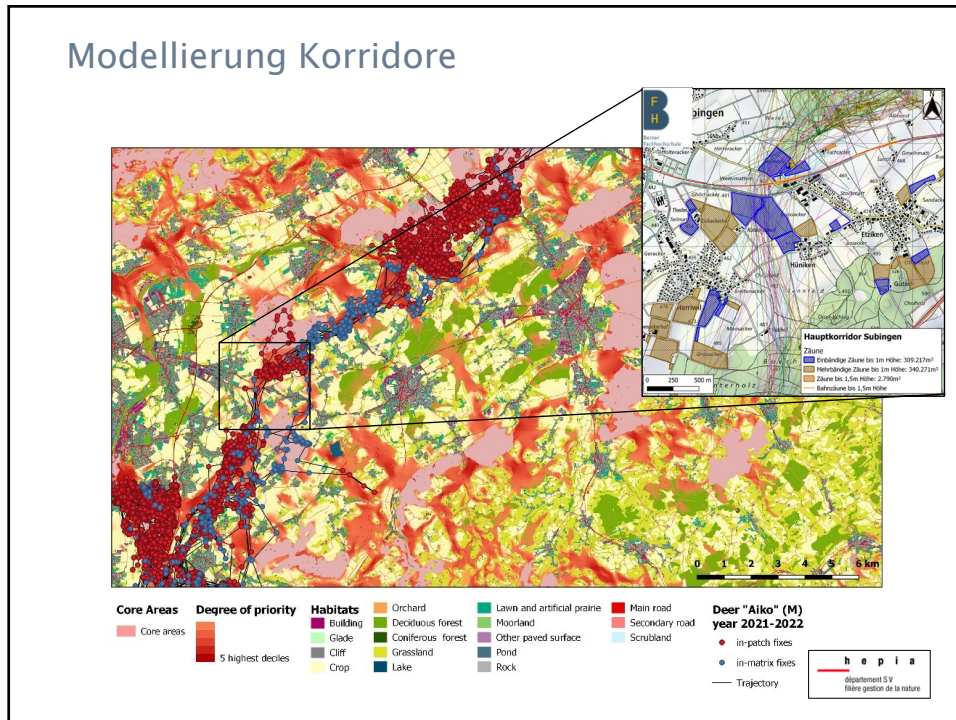 Modellierung Korridore
B
F
H
Berner
Fachhochschule
bingen
Etziken
Hüniken
Horriwil
Hauptkorridor Subingen
Zäune
Einbändige Zäune bis 1m Höhe: 309.217m²
Mehrbändige Zäune bis 1m Höhe: 340.271m²
Zäune bis 1,5m Höhe: 2.790m²
Bahnzäune bis 1,5m Höhe
0 250 500 m
N
0 1 2 3 4 5 6 km
Core Areas
Core areas
Degree of priority
5 highest deciles
Habitats
Building
Glade
Cliff
Crop
Orchard
Deciduous forest
Coniferous forest
Grassland
Lake
Lawn and artificial prairie
Moorland
Other paved surface
Pond
Rock
Main road
Secondary road
Scrubland
Deer "Aiko" (M)
year 2021-2022
in-patch fixes
in-matrix fixes
Trajectory
h e p i a
département S V
filière gestion de la nature